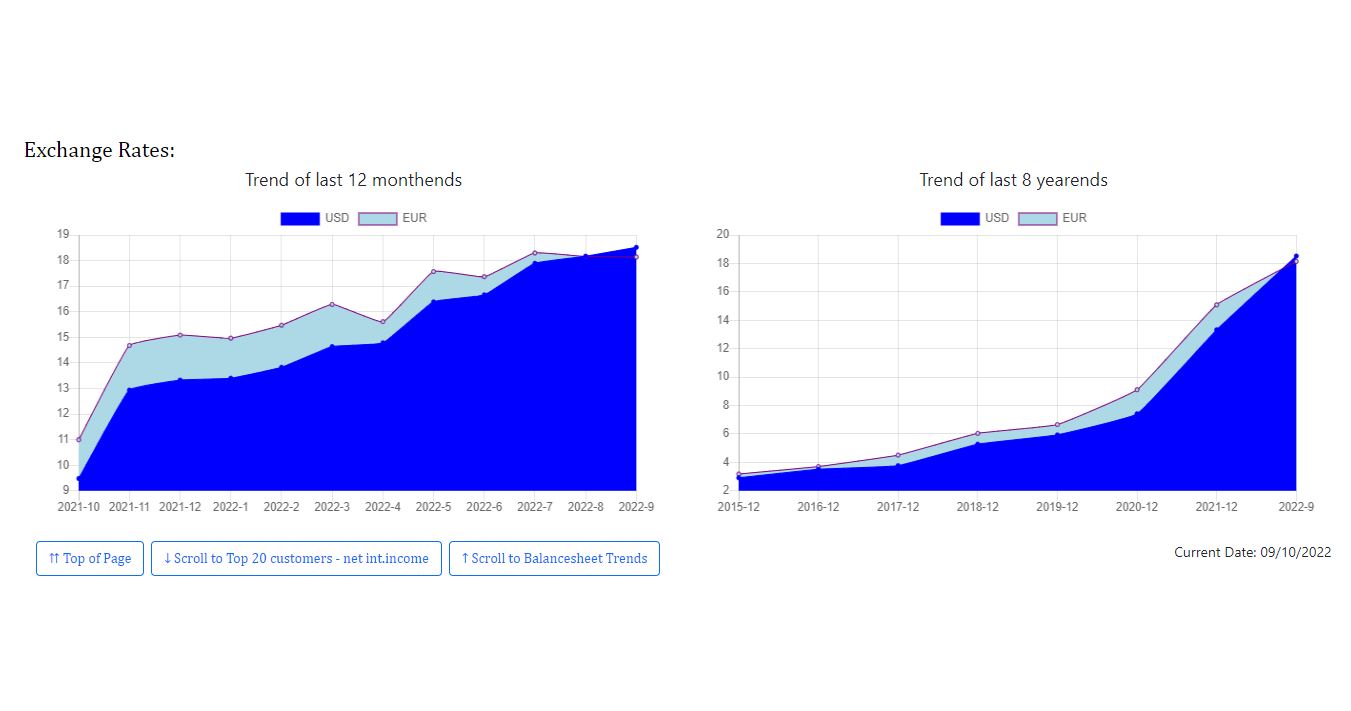 Exchange Rates:
Trend of last 12 monthends
USD EUR
19
18
17
16
15
14
13
12
11
10
9
2021-10 2021-11 2021-12 2022-1 2022-2 2022-3 2022-4 2022-5 2022-6 2022-7 2022-8 2022-9
Trend of last 8 yearends
USD EUR
20
18
16
14
12
10
8
6
4
2
2015-12 2016-12 2017-12 2018-12 2019-12 2020-12 2021-12 2022-9
⇈ Top of Page ↓ Scroll to Top 20 customers - net int.income ↑ Scroll to Balancesheet Trends
Current Date: 09/10/2022